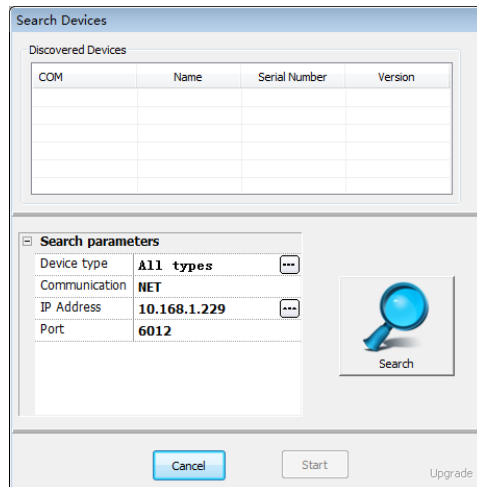 Search Devices
Discovered Devices
COM Name Serial Number Version
Search parameters
Device type All types
Communication NET
IP Address 10.168.1.229
Port 6012
Search
Cancel Start Upgrade